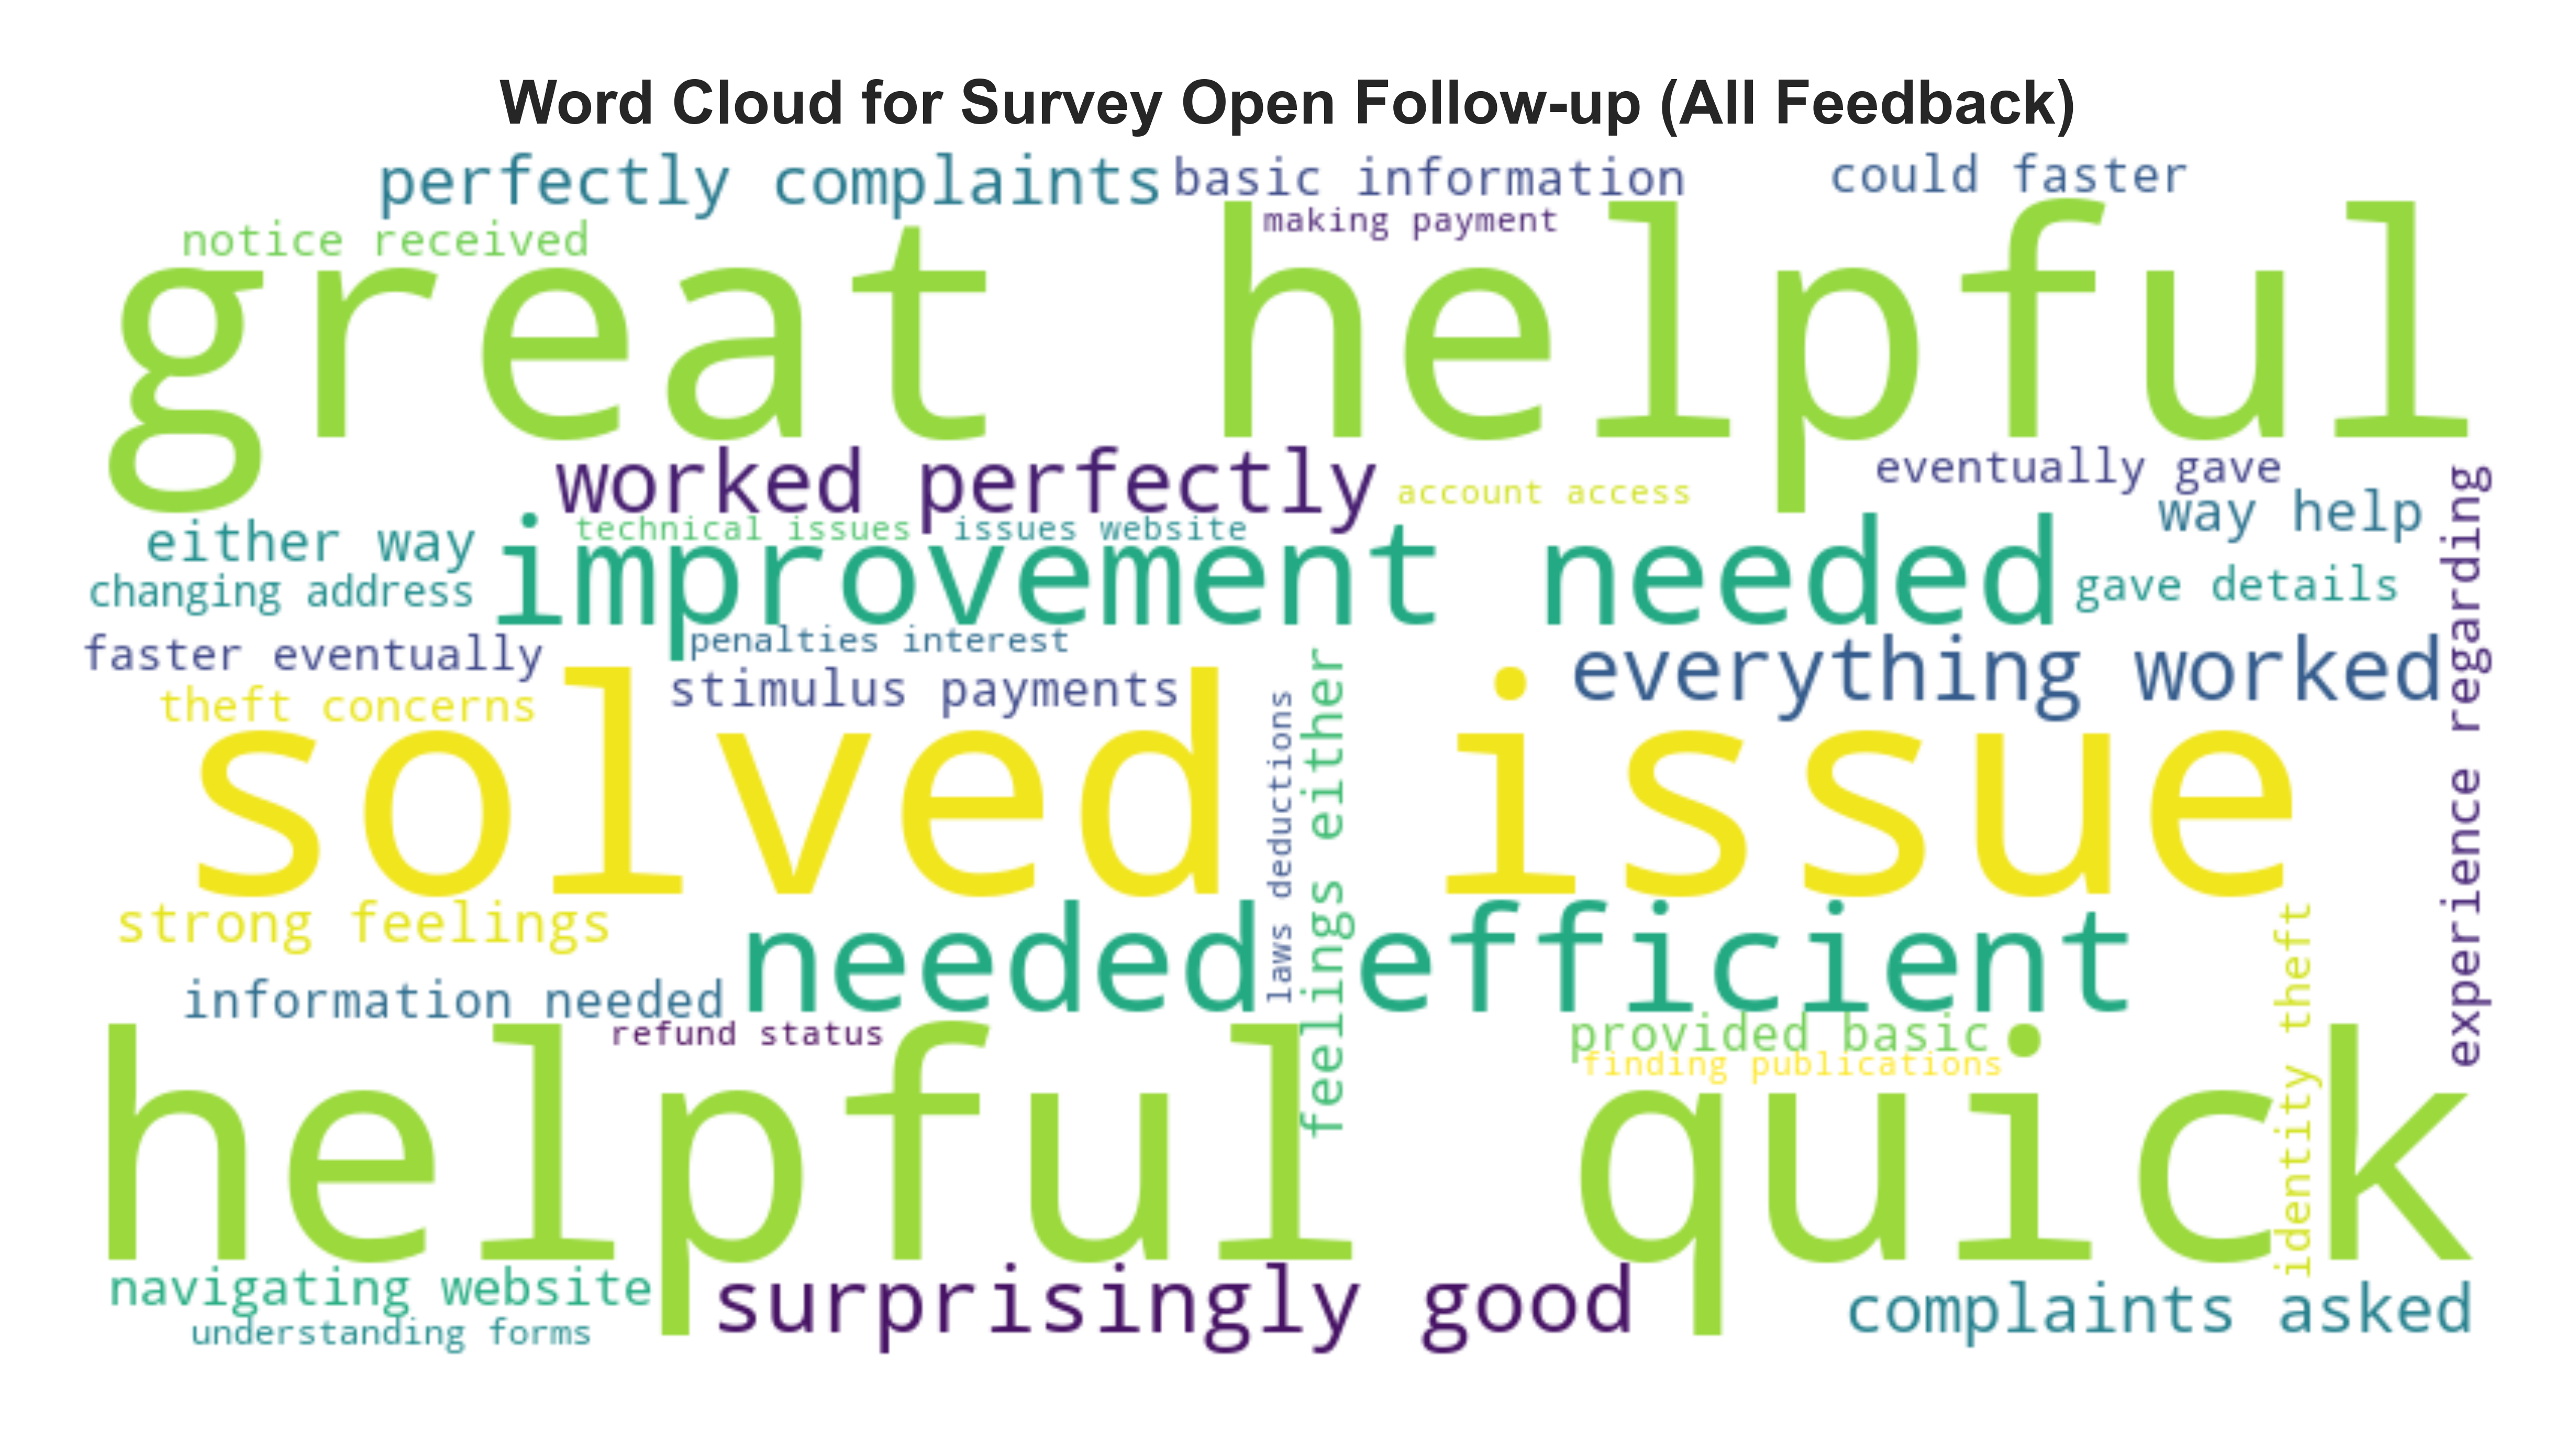 Word Cloud for Survey Open Follow-up (All Feedback)
perfectly complaints
basic information
could faster
making payment
notice received
great helpful
worked perfectly
account access
eventually gave
way help
either way
technical issues
issues website
improvement needed
changing address
gave details
experience regarding
faster eventually
penalties interest
everything worked
stimulus payments
theft concerns
solved issue
laws deductions
feelings either
strong feelings
needed efficient
identity theft
information needed
refund status
provided basic
finding publications
helpful quick
navigating website
surprisingly good
complaints asked
understanding forms